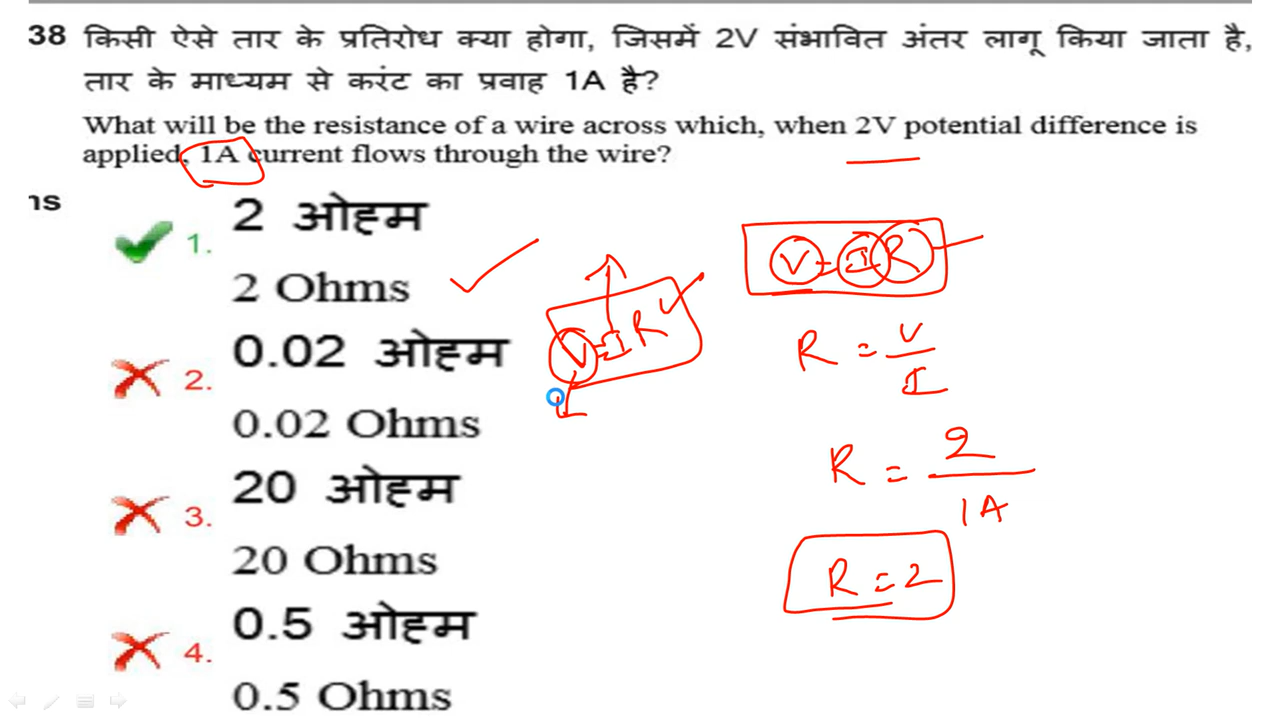 38 किसी ऐसे तार के प्रतिरोध क्या होगा, जिसमें 2V संभावित अंतर लागू किया जाता है,
तार के माध्यम से करंट का प्रवाह 1A है?
What will be the resistance of a wire across which, when 2V potential difference is
applied, 1A current flows through the wire?
ns
1. 2 ओह्म
2 Ohms
2. 0.02 ओह्म
0.02 Ohms
3. 20 ओह्म
20 Ohms
4. 0.5 ओह्म
0.5 Ohms
V=IR
V=IR
R = V/I
R = 2/1A
R = 2